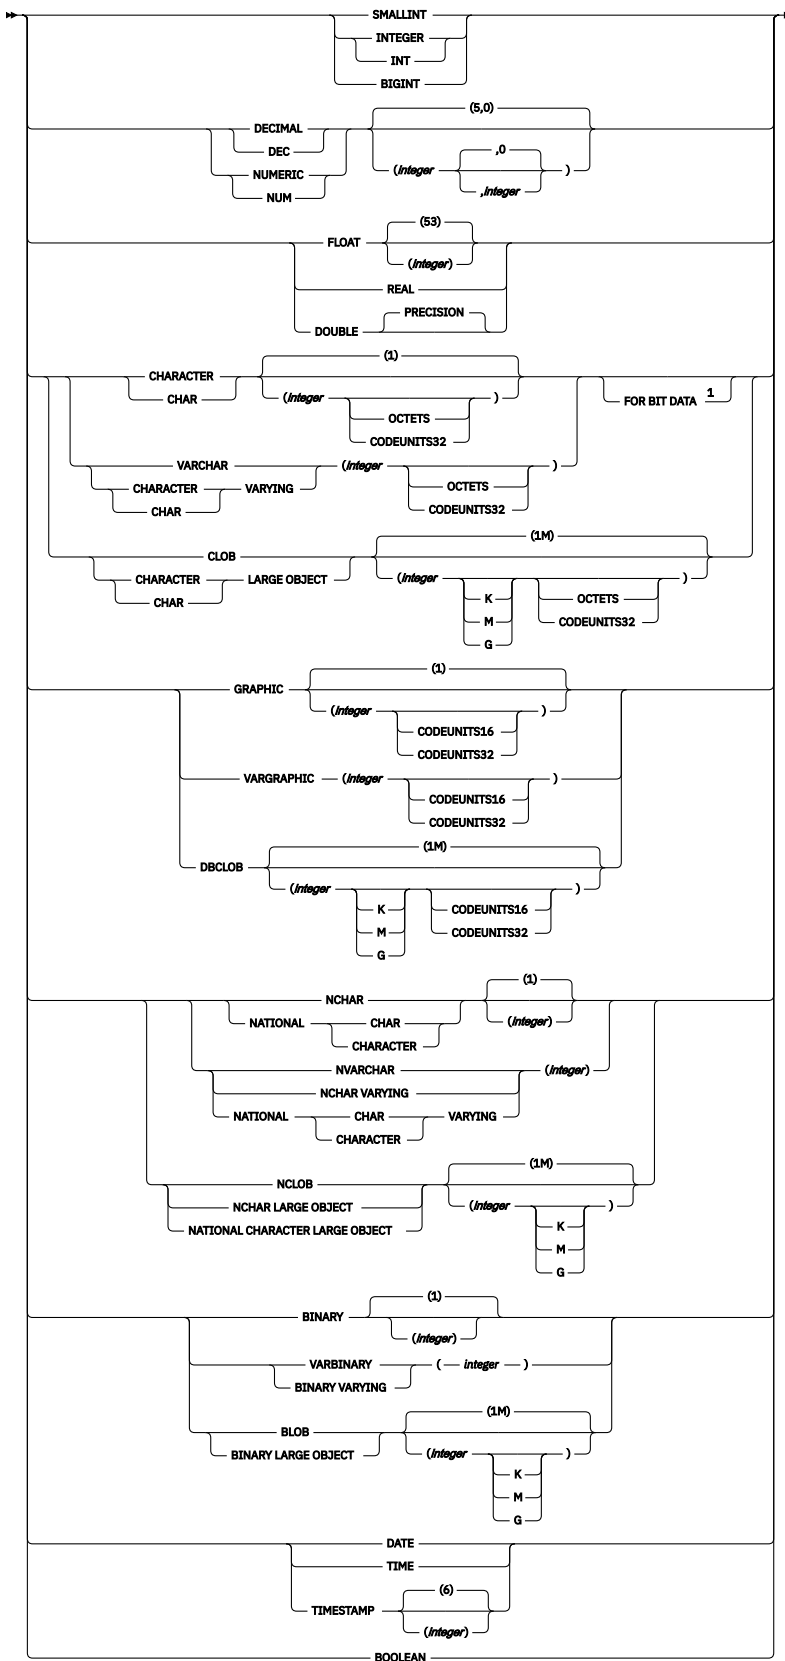 SMALLINT
INTEGER
INT
BIGINT
(5,0)
DECIMAL
DEC
,0
NUMERIC (integer )
,integer
NUM
(53)
FLOAT
(integer)
REAL
PRECISION
DOUBLE
(1)
CHARACTER
CHAR (integer ) FOR BIT DATA 1
OCTETS
CODEUNITS32
VARCHAR (integer )
CHARACTER VARYING OCTETS
CHAR CODEUNITS32
(1M)
CLOB
CHARACTER LARGE OBJECT (integer )
CHAR K OCTETS
M CODEUNITS32
G
(1)
GRAPHIC
(integer )
CODEUNITS16
CODEUNITS32
VARGRAPHIC (integer )
CODEUNITS16
CODEUNITS32
(1M)
DBCLOB
(integer )
K CODEUNITS16
M CODEUNITS32
G
(1)
NCHAR
NATIONAL CHAR (integer)
CHARACTER
NVARCHAR (integer)
NCHAR VARYING
NATIONAL CHAR VARYING
CHARACTER
(1M)
NCLOB
NCHAR LARGE OBJECT (integer )
NATIONAL CHARACTER LARGE OBJECT K
M
G
(1)
BINARY
(integer)
VARBINARY ( integer )
BINARY VARYING
(1M)
BLOB
BINARY LARGE OBJECT (integer )
K
M
G
DATE
TIME
(6)
TIMESTAMP
(integer)
BOOLEAN